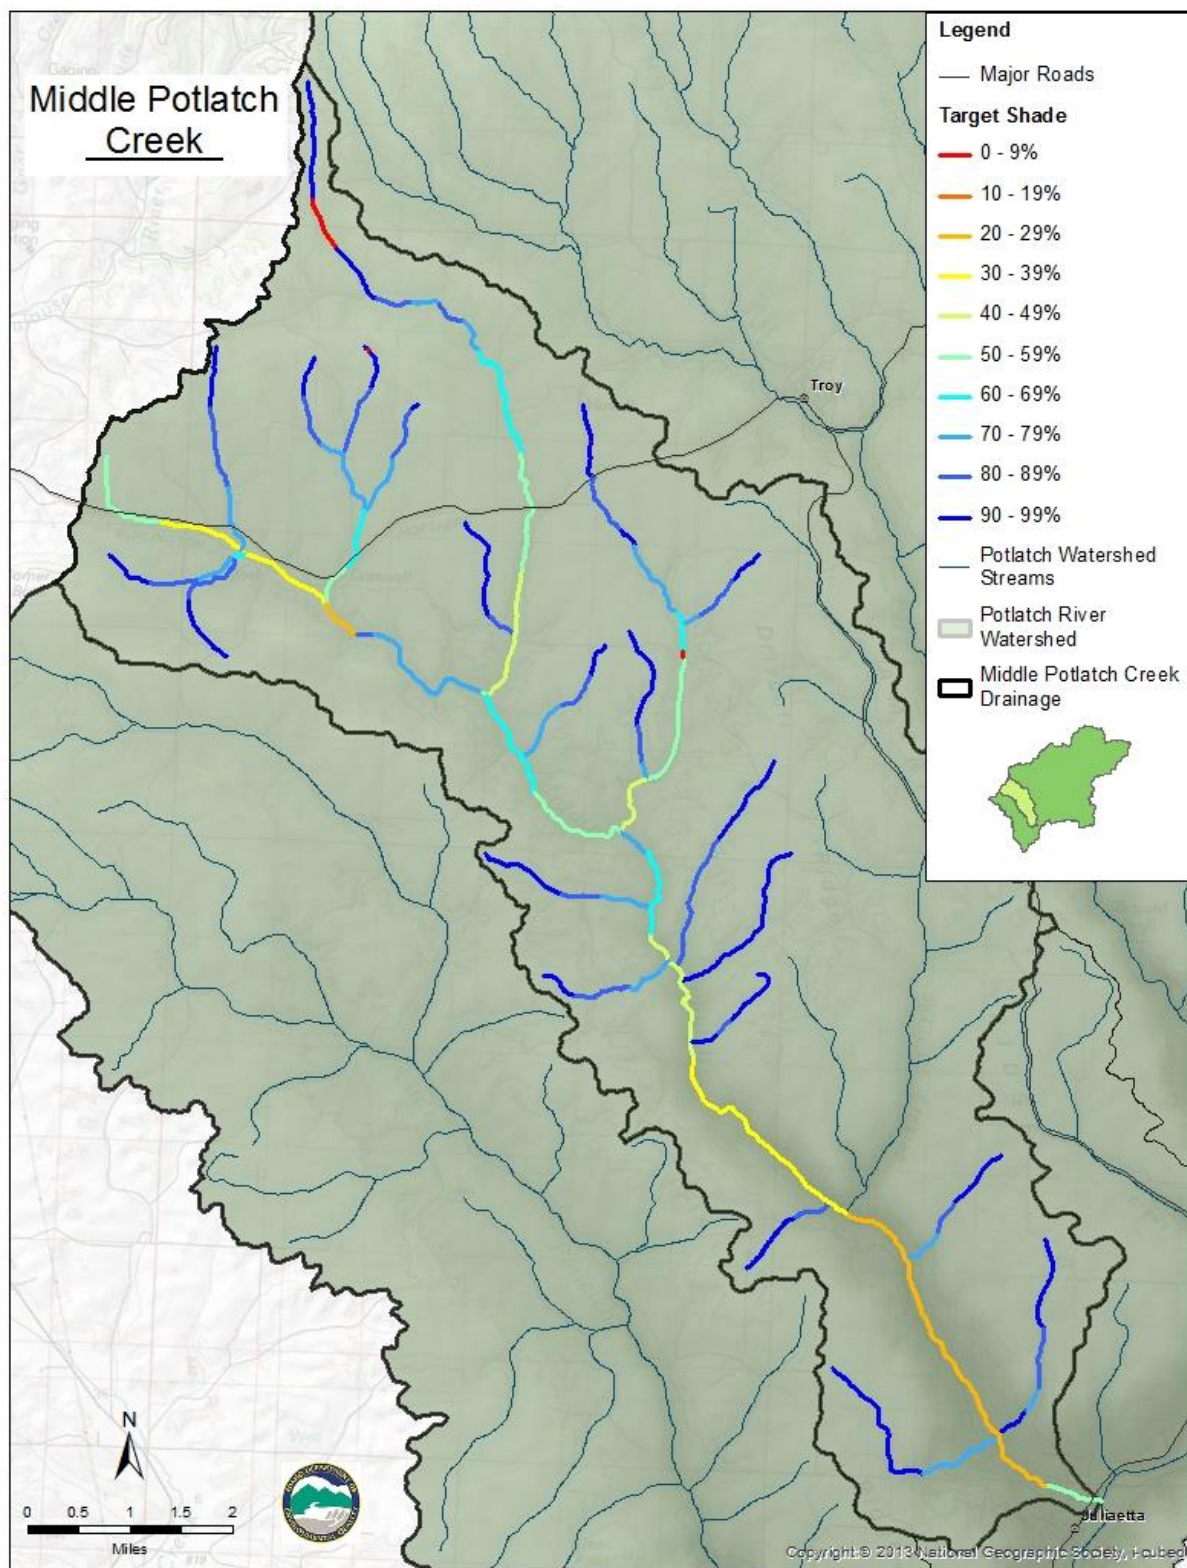 Middle Potlatch
Creek
Legend
Major Roads
Target Shade
0 - 9%
10 - 19%
20 - 29%
30 - 39%
40 - 49%
50 - 59%
60 - 69%
70 - 79%
80 - 89%
90 - 99%
Potlatch Watershed
Streams
Potlatch River
Watershed
Middle Potlatch Creek
Drainage
Troy
N
0 0.5 1 1.5 2
Miles
Juliaetta
Copyright:© 2013 National Geographic Society, i-cubed